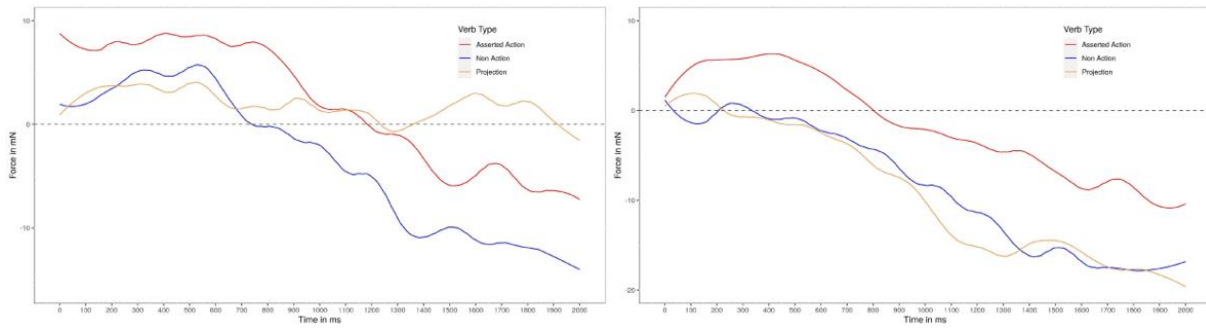 Verb Type
Asserted Action
Non Action
Projection
10
0
-10
Force in mN
0 100 200 300 400 500 600 700 800 900 1000 1100 1200 1300 1400 1500 1600 1700 1800 1900 2000
Time in ms
Verb Type
Asserted Action
Non Action
Projection
10
0
-10
-20
Force in mN
0 100 200 300 400 500 600 700 800 900 1000 1100 1200 1300 1400 1500 1600 1700 1800 1900 2000
Time in ms